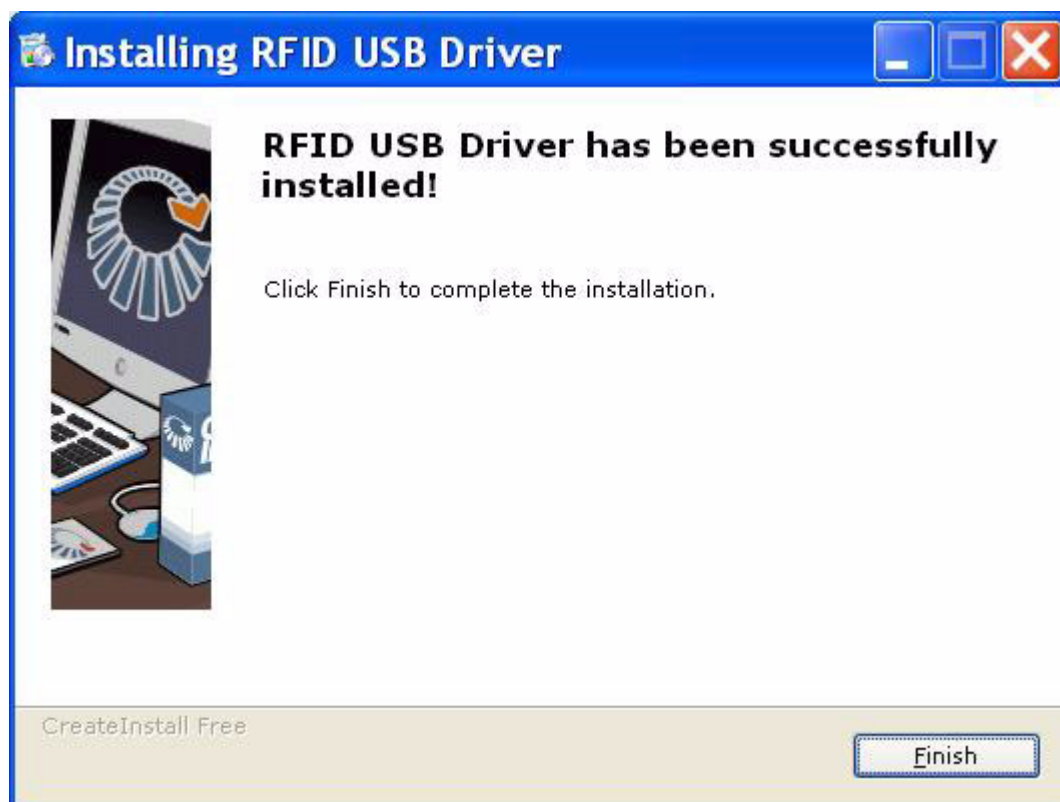 Installing RFID USB Driver
RFID USB Driver has been successfully
installed!
Click Finish to complete the installation.
CreateInstall Free
Finish